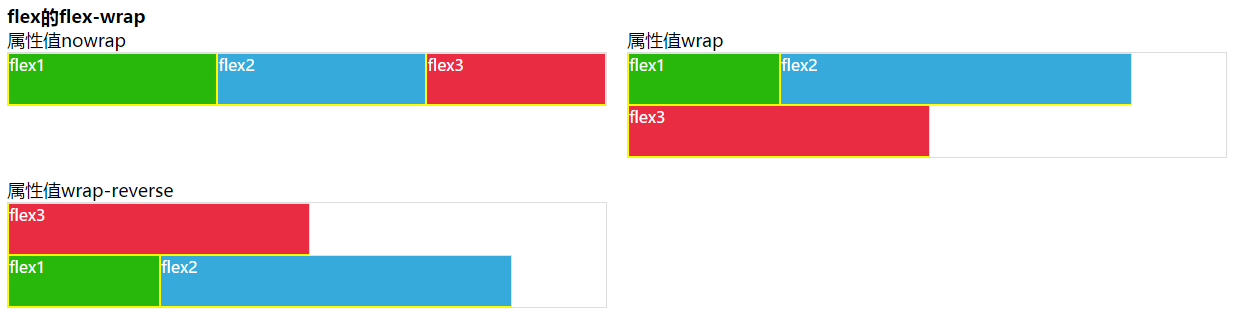 flex的flex-wrap
属性值nowrap
flex1 flex2 flex3
属性值wrap
flex1 flex2
flex3
属性值wrap-reverse
flex3
flex1 flex2